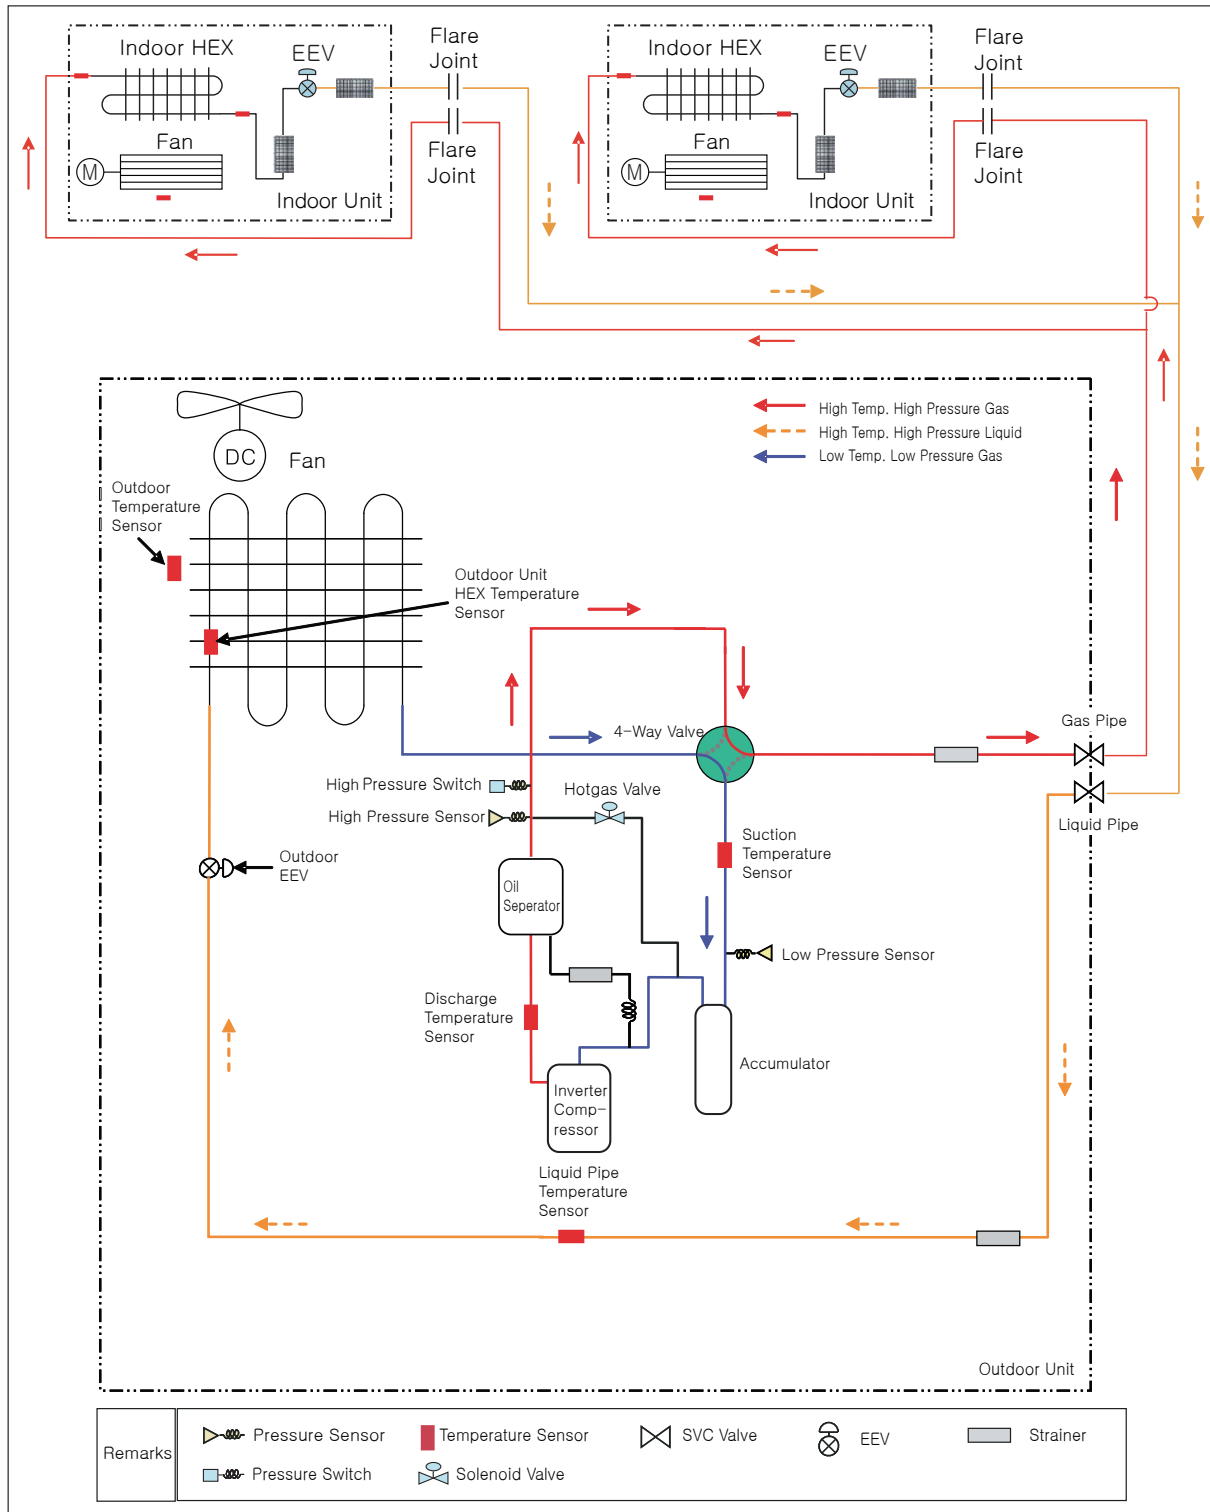 Indoor HEX
EEV
Flare
Joint
Fan
M
Flare
Joint
Indoor Unit
Indoor HEX
EEV
Flare
Joint
Fan
M
Flare
Joint
Indoor Unit
High Temp. High Pressure Gas
High Temp. High Pressure Liquid
Low Temp. Low Pressure Gas
DC
Fan
Outdoor
Temperature
Sensor
Outdoor Unit
HEX Temperature
Sensor
4-Way Valve
Gas Pipe
High Pressure Switch
Hotgas Valve
High Pressure Sensor
Liquid Pipe
Suction
Temperature
Sensor
Outdoor
EEV
Oil
Seperator
Low Pressure Sensor
Discharge
Temperature
Sensor
Accumulator
Inverter
Comp-
ressor
Liquid Pipe
Temperature
Sensor
Outdoor Unit
Remarks
Pressure Sensor
Temperature Sensor
SVC Valve
EEV
Strainer
Pressure Switch
Solenoid Valve